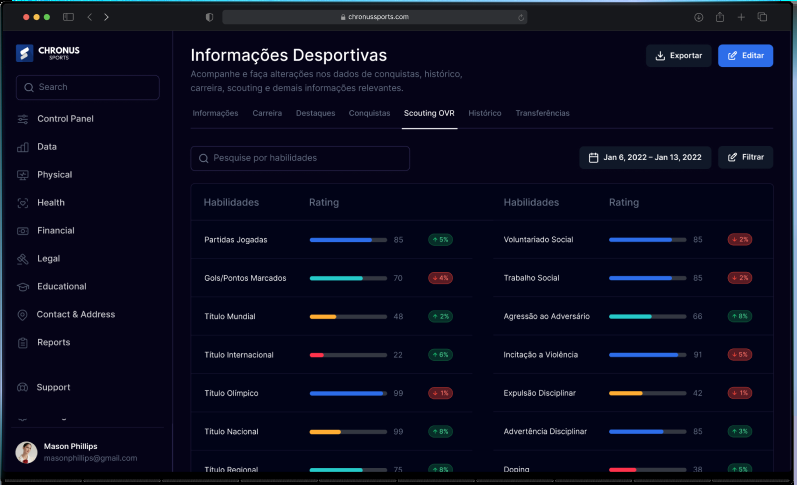 chronussports.com
CHRONUS
SPORTS
Search
Control Panel
Data
Physical
Health
Financial
Legal
Educational
Contact & Address
Reports
Support
Mason Phillips
masonphillips@gmail.com
Informações Desportivas
Acompanhe e faça alterações nos dados de conquistas, histórico,
carreira, scouting e demais informações relevantes.
Exportar
Editar
Informações Carreira Destaques Conquistas Scouting OVR Histórico Transferências
Pesquise por habilidades
Jan 6, 2022 – Jan 13, 2022
Filtrar
Habilidades Rating Habilidades Rating
Partidas Jogadas 85 ↑ 5% Voluntariado Social 85 ↓ 2%
Gols/Pontos Marcados 70 ↓ 4% Trabalho Social 85 ↓ 2%
Título Mundial 48 ↑ 2% Agressão ao Adversário 66 ↑ 8%
Título Internacional 22 ↑ 6% Incitação a Violência 91 ↓ 5%
Título Olímpico 99 ↓ 1% Expulsão Disciplinar 42 ↓ 1%
Título Nacional 99 ↑ 8% Advertência Disciplinar 85 ↑ 3%
Título Regional 75 ↑ 8% Doping 38 ↑ 5%